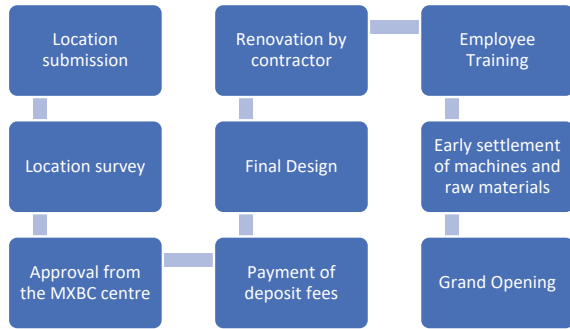 Location
submission
Location survey
Approval from
the MXBC centre
Payment of
deposit fees
Final Design
Renovation by
contractor
Employee
Training
Early settlement
of machines and
raw materials
Grand Opening